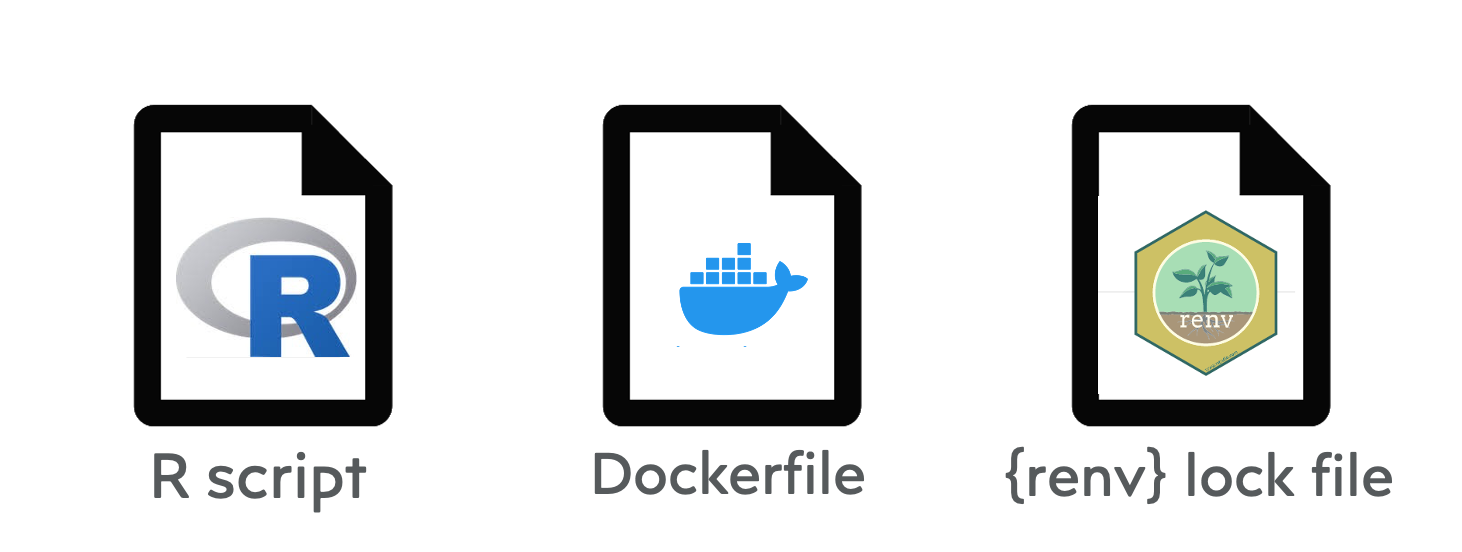 R
renv
R script
Dockerfile
{renv} lock file